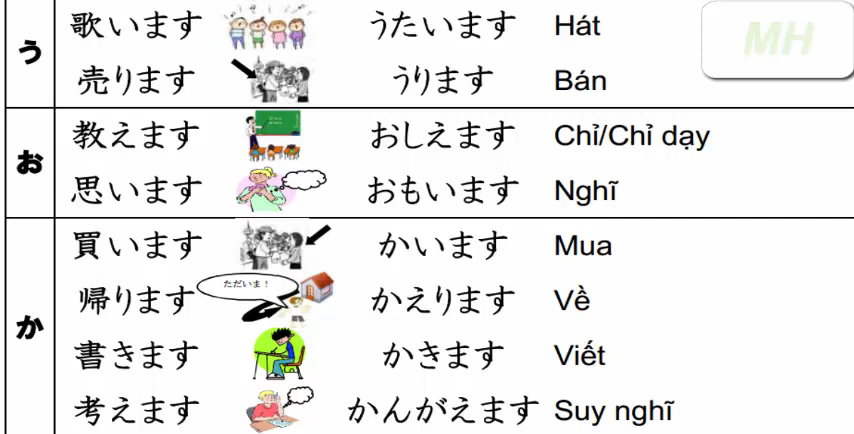 う
歌います うたいます Hát
MH
売ります うります Bán
お
教えます おしえます Chỉ/Chỉ dạy
思います おもいます Nghĩ
か
買います かいます Mua
帰ります ただいま! かえります Về
書きます かきます Viết
考えます かんがえます Suy nghĩ